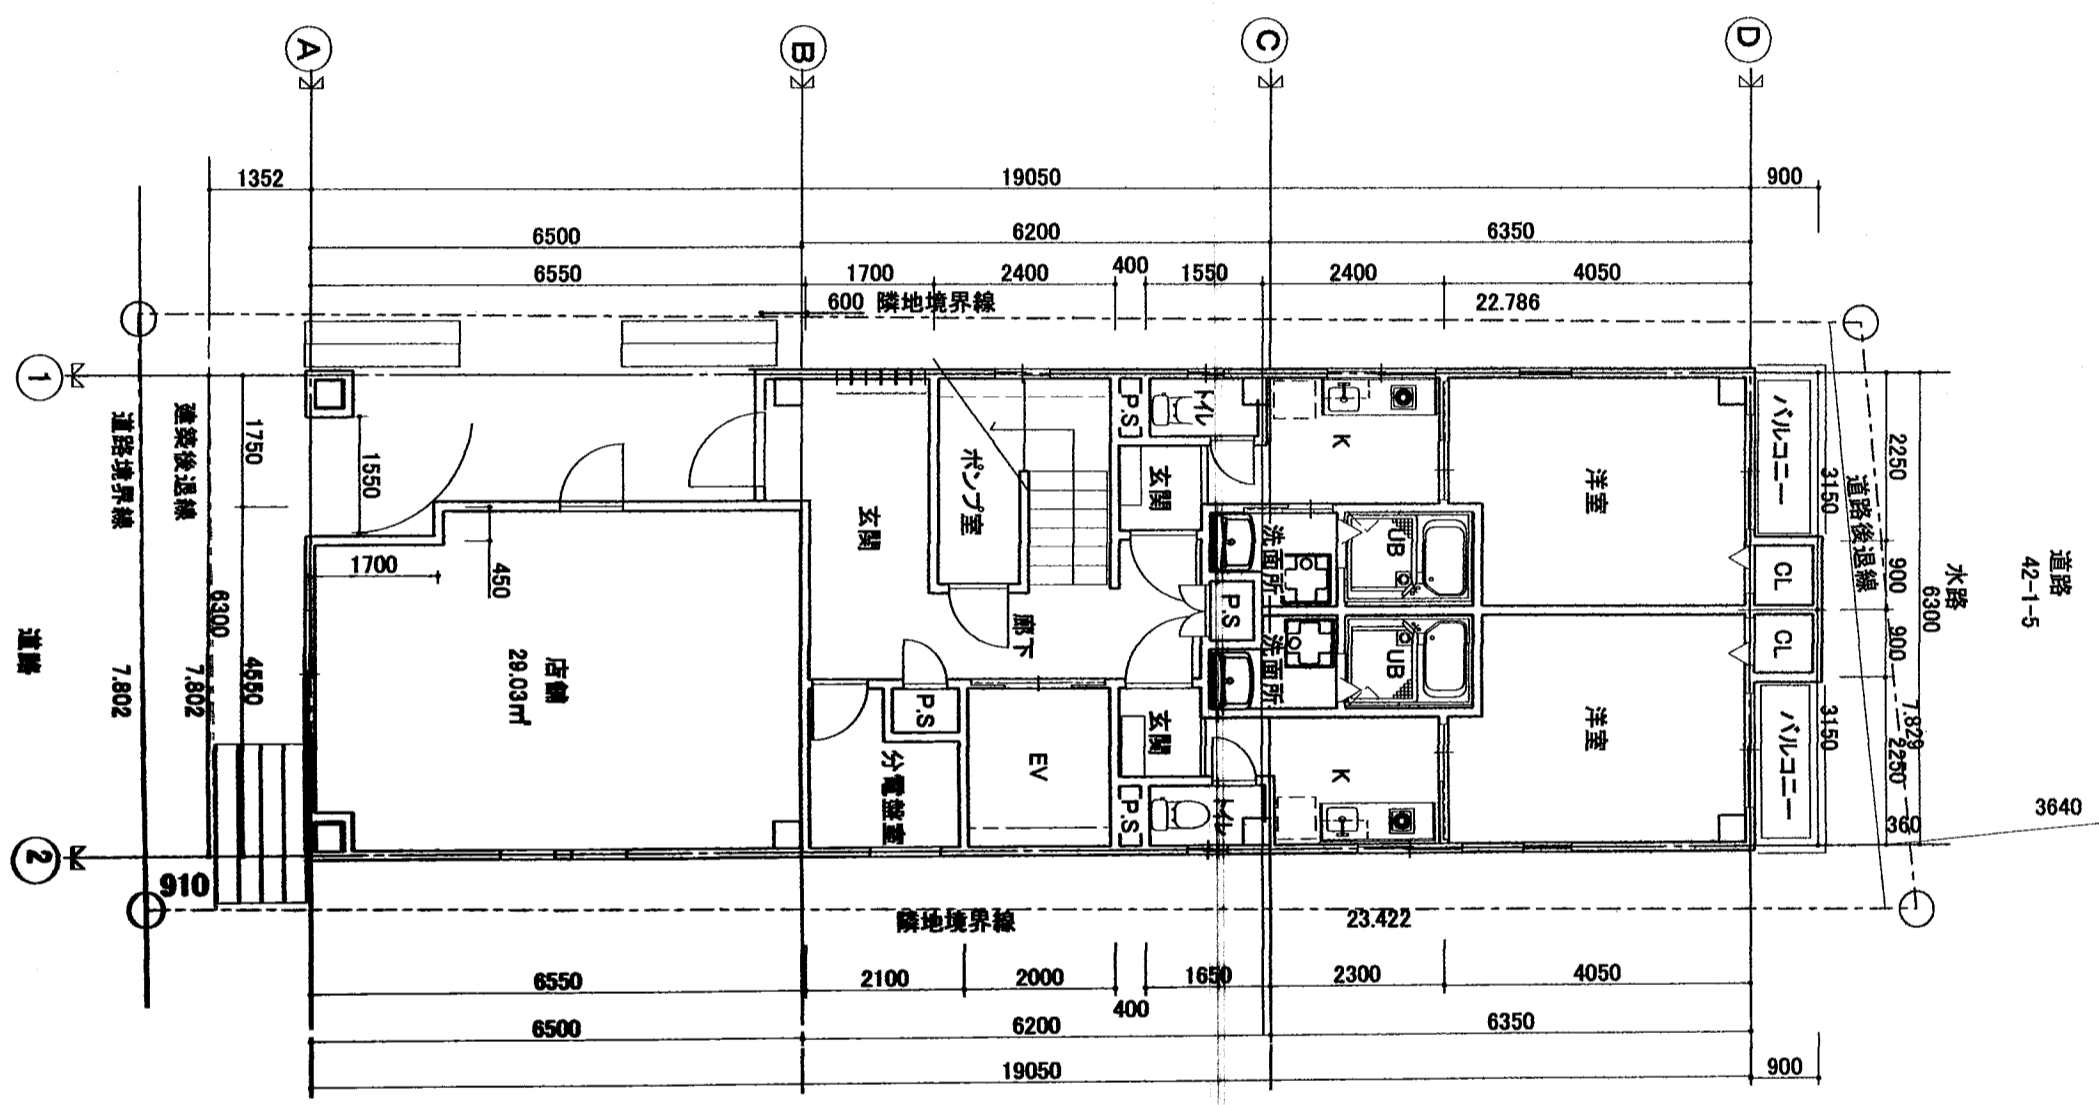 A
B
C
D
1352
19050
900
6500
6200
6350
6550
1700
2400
400
1550
2400
4050
600
隣地境界線
22.786
1
2
道路境界線
建築後退線
1750
1550
1700
450
6300
4550
7.802
7.802
道路
910
店舗
29.03㎡
玄関
ポンプ室
廊下
P.S
分電盤室
EV
P.S
トイレ
玄関
K
洋室
洗面所
UB
P.S
洗面所
UB
玄関
K
洋室
P.S
トイレ
バルコニー
CL
CL
バルコニー
2250
3150
900
900
3150
2250
7.829
360
3640
道路後退線
水路
6300
道路
42-1-5
隣地境界線
23.422
6550
2100
2000
400
1650
2300
4050
6500
6200
6350
19050
900